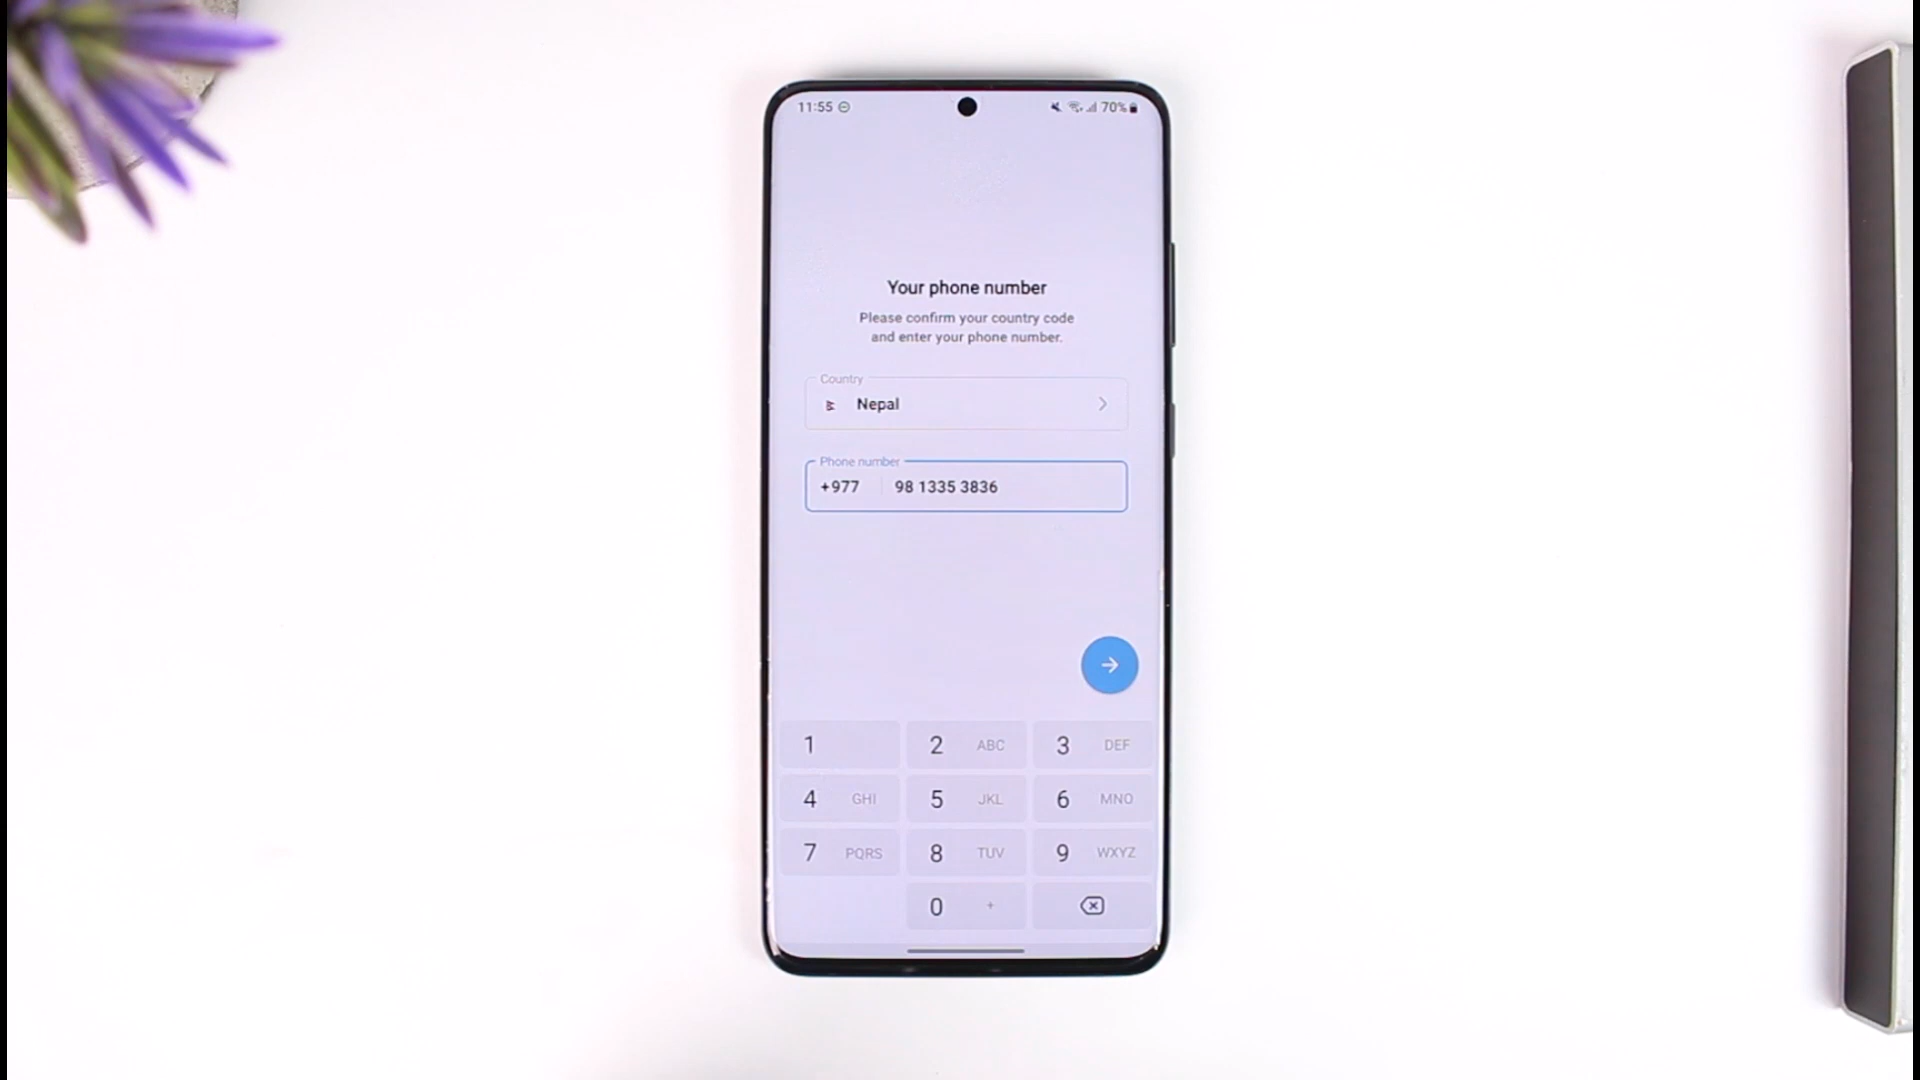 11:55 70%
Your phone number
Please confirm your country code
and enter your phone number.
Country
Nepal
Phone number
+977 98 1335 3836
1 2 ABC 3 DEF
4 GHI 5 JKL 6 MNO
7 PQRS 8 TUV 9 WXYZ
0 +